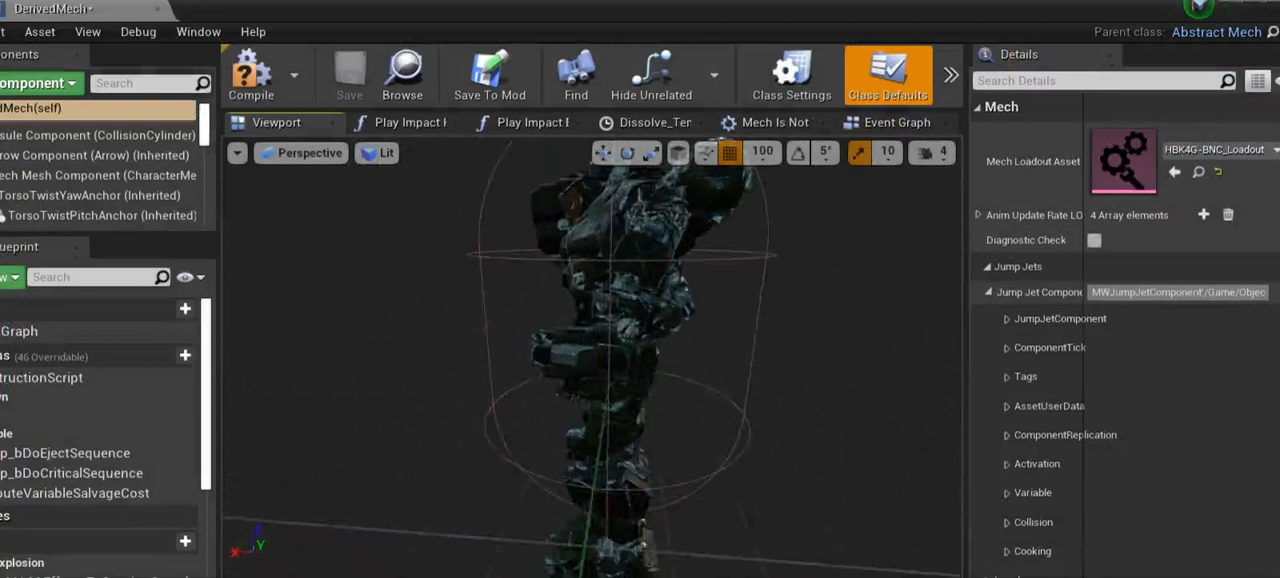 DerivedMech*
t Asset View Debug Window Help
Parent class: Abstract Mech
onents
omponent Search
dMech(self)
sule Component (CollisionCylinder)
row Component (Arrow) (Inherited)
ech Mesh Component (CharacterMe
TorsoTwistYawAnchor (Inherited)
TorsoTwistPitchAnchor (Inherited)
ueprint
w Search
Graph
ns (46 Overridable)
tructionScript
wn
ble
p_bDoEjectSequence
p_bDoCriticalSequence
puteVariableSalvageCost
es
xplosion
Compile Save Browse Save To Mod Find Hide Unrelated Class Settings Class Defaults
Viewport Play Impact Play Impact E Dissolve_Ter Mech Is Not Event Graph
Perspective Lit 100 5° 10 4
Z
X Y
Details
Search Details
Mech
Mech Loadout Asset HBK4G-BNC_Loadout
Anim Update Rate LO 4 Array elements
Diagnostic Check
Jump Jets
Jump Jet Compone MWJumpJetComponent'/Game/Objec
JumpJetComponent
ComponentTick
Tags
AssetUserData
ComponentReplication
Activation
Variable
Collision
Cooking